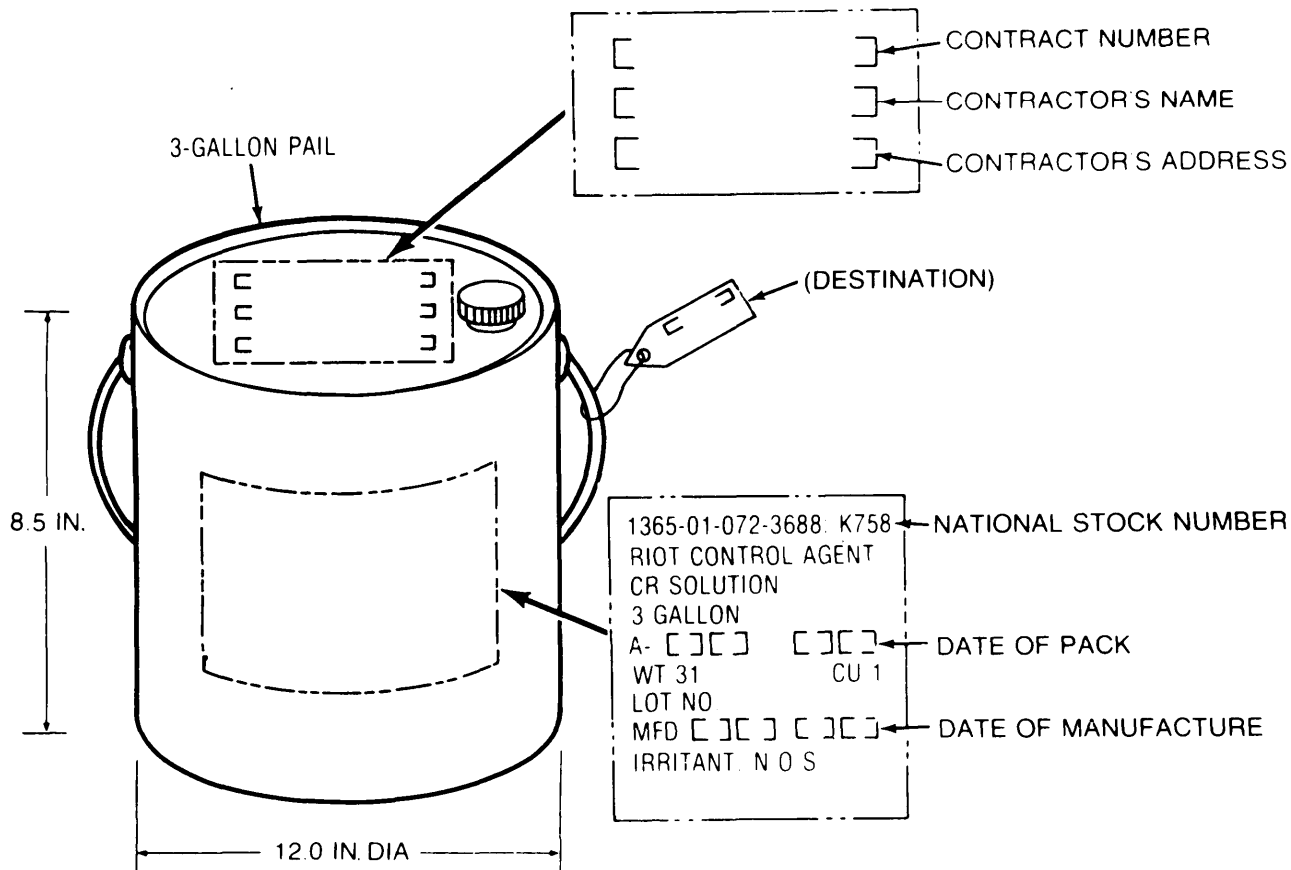 CONTRACT NUMBER
CONTRACTOR'S NAME
CONTRACTOR'S ADDRESS
3-GALLON PAIL
(DESTINATION)
8.5 IN.
1365-01-072-3688. K758
NATIONAL STOCK NUMBER
RIOT CONTROL AGENT
CR SOLUTION
3 GALLON
A- [ ] [ ] [ ] [ ]
DATE OF PACK
WT 31 CU 1
LOT NO
MFD [ ] [ ] [ ] [ ]
DATE OF MANUFACTURE
IRRITANT. N O S
12.0 IN. DIA